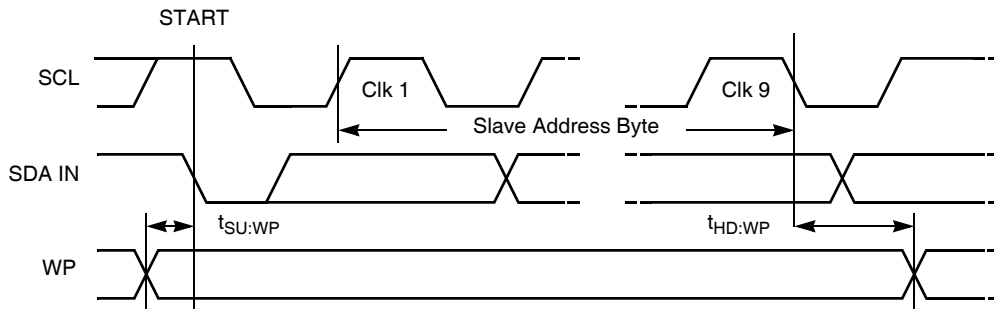 START
SCL
Clk 1
Clk 9
Slave Address Byte
SDA IN
tSU:WP
tHD:WP
WP